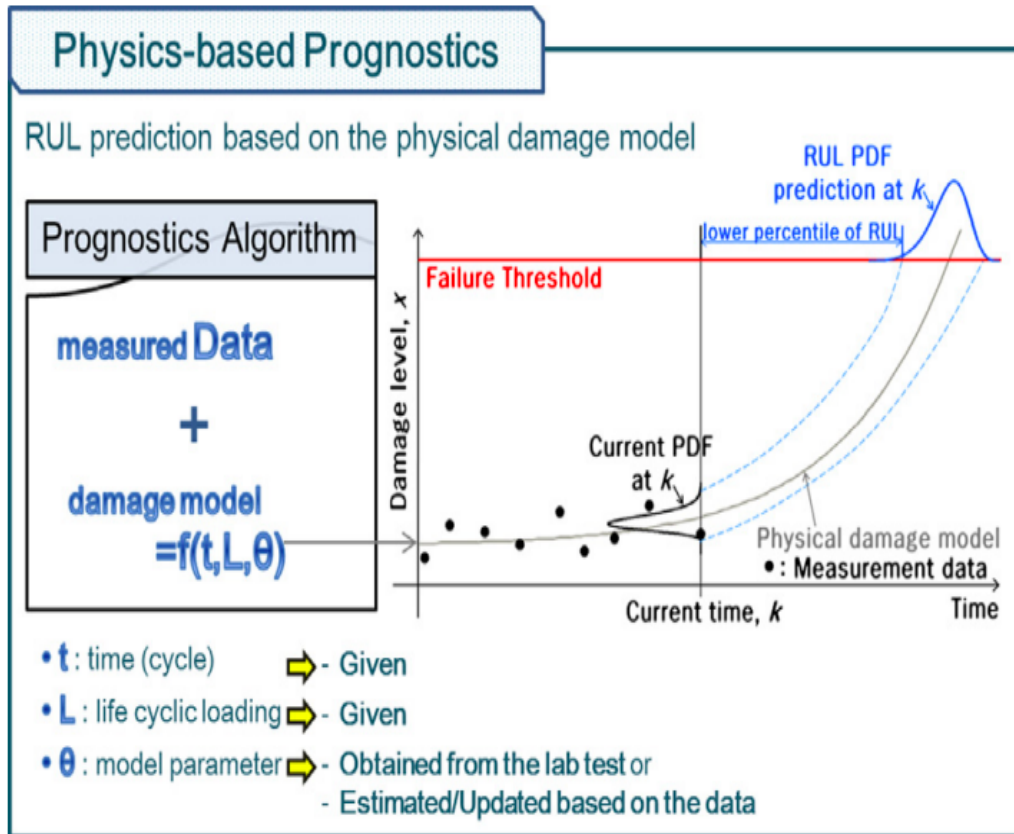 Physics-based Prognostics
RUL prediction based on the physical damage model
Prognostics Algorithm
measured Data
+
damage model
=f(t,L,θ)
RUL PDF
prediction at k
lower percentile of RUL
Failure Threshold
Damage level, x
Current PDF
at k
Physical damage model
• : Measurement data
Current time, k
Time
• t : time (cycle) - Given
• L : life cyclic loading - Given
• θ : model parameter - Obtained from the lab test or
- Estimated/Updated based on the data